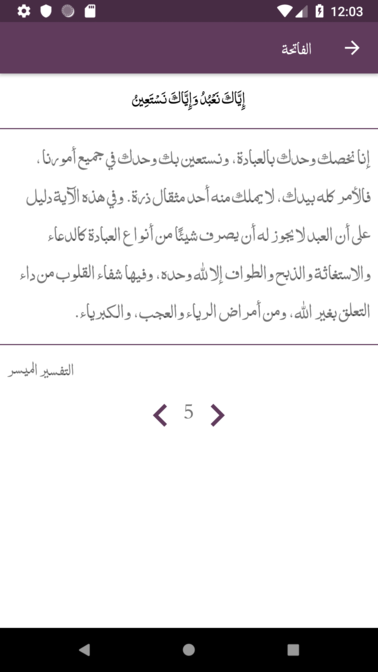 12:03
الفاتحة
إِيَّاكَ نَعْبُدُ وَإِيَّاكَ نَسْتَعِينُ
إنا نخصك وحدك بالعبادة، ونستعين بك وحدك في جميع أمورنا،
فالأمر كله بيدك، لا يملك منه أحد مثقال ذرة. وفي هذه الآية دليل
على أن العبد لا يجوز له أن يصرف شيئًا من أنواع العبادة كالدعاء
والاستغاثة والذبح والطواف إلا لله وحده، وفيها شفاء القلوب من داء
التعلق بغير الله، ومن أمراض الرياء والعجب، والكبرياء.
التفسير الميسر
5